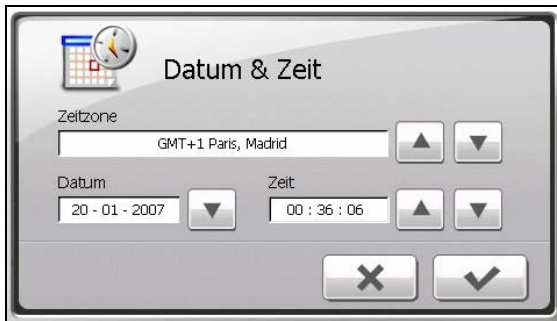 Datum & Zeit
Zeitzone
GMT+1 Paris, Madrid
Datum Zeit
20 - 01 - 2007 00 : 36 : 06